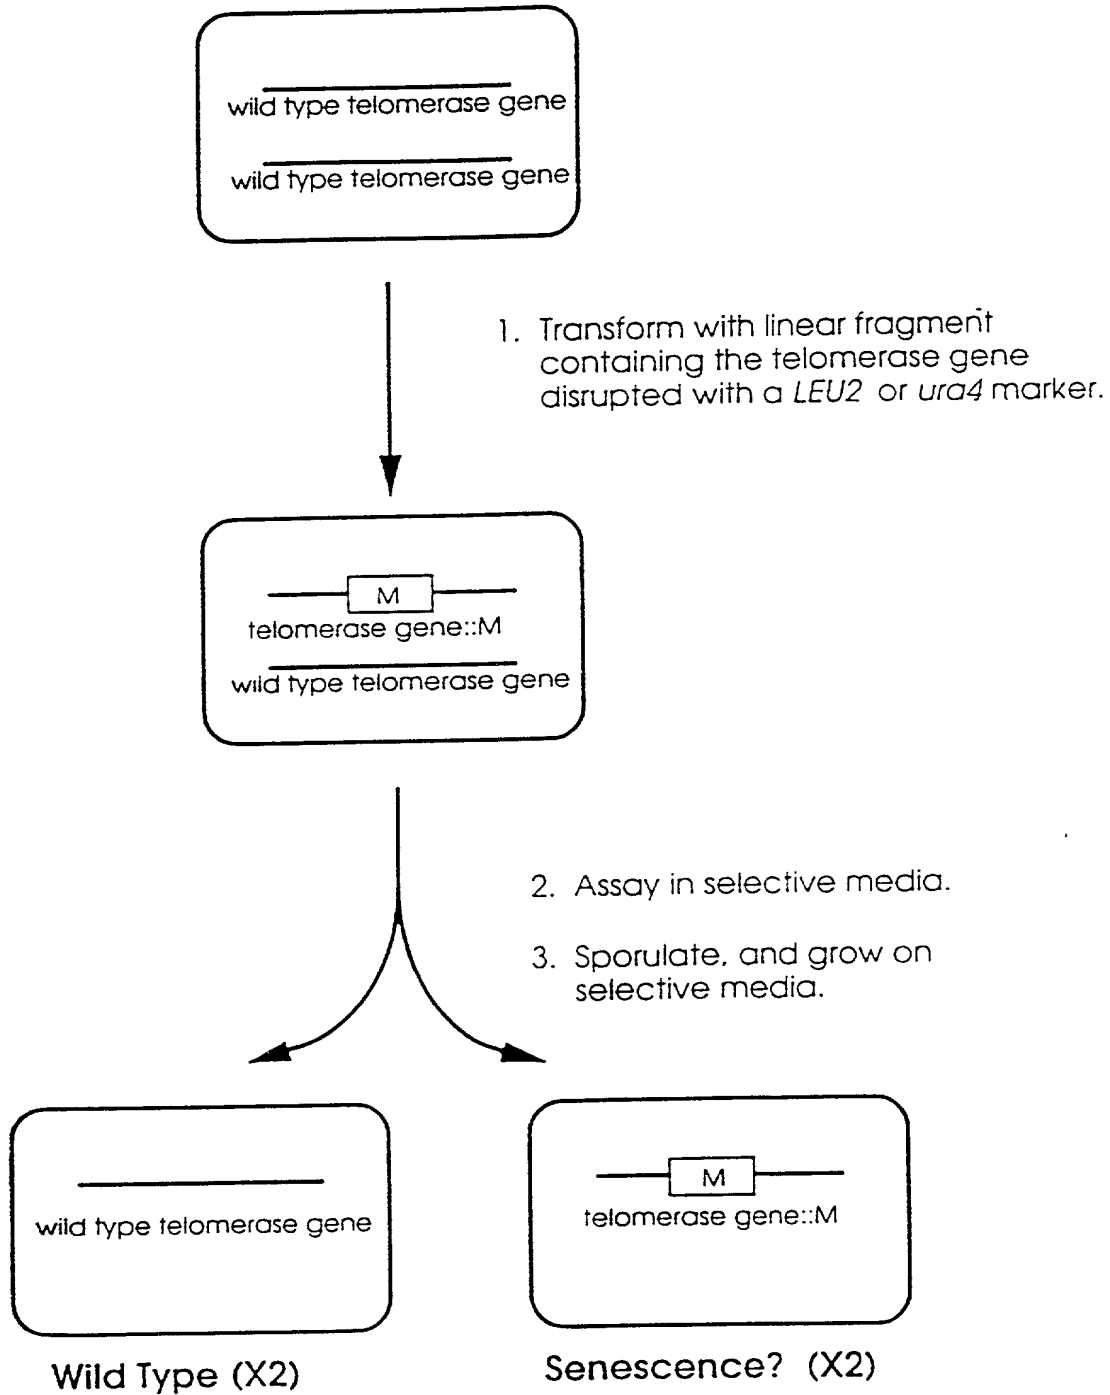 wild type telomerase gene
wild type telomerase gene
1. Transform with linear fragment
containing the telomerase gene
disrupted with a LEU2 or ura4 marker.
M
telomerase gene::M
wild type telomerase gene
2. Assay in selective media.
3. Sporulate, and grow on
selective media.
wild type telomerase gene
M
telomerase gene::M
Wild Type (X2)
Senescence? (X2)